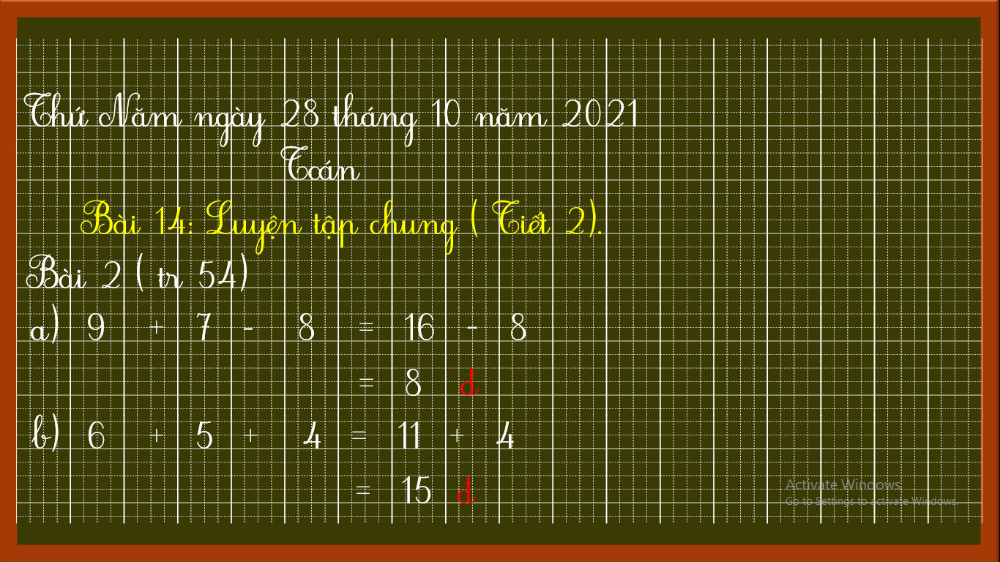 Thứ Năm ngày 28 tháng 10 năm 2021
Toán
Bài 14: Luyện tập chung ( Tiết 2).
Bài 2 ( tr 54)
a) 9 + 7 - 8 = 16 - 8
= 8 đ
b) 6 + 5 + 4 = 11 + 4
= 15 đ
Activate Windows
Go to Settings to activate Windows.